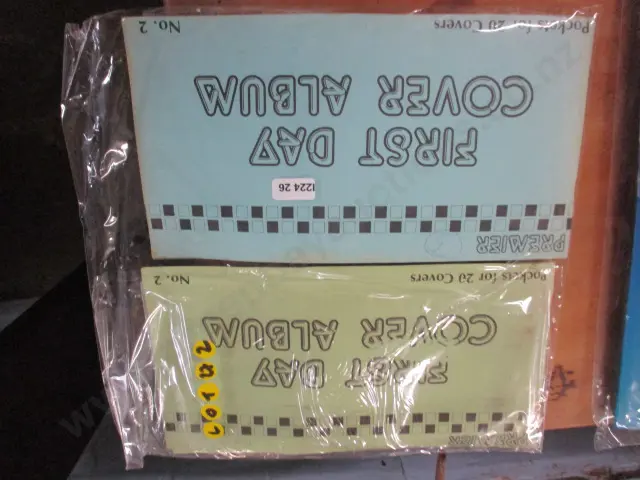 PREMIER
FIRST DAY
COVER ALBUM
Pockets for 20 Covers No. 2
PREMIER
1224 26
FIRST DAY
COVER ALBUM
Pockets for 20 Covers No. 2